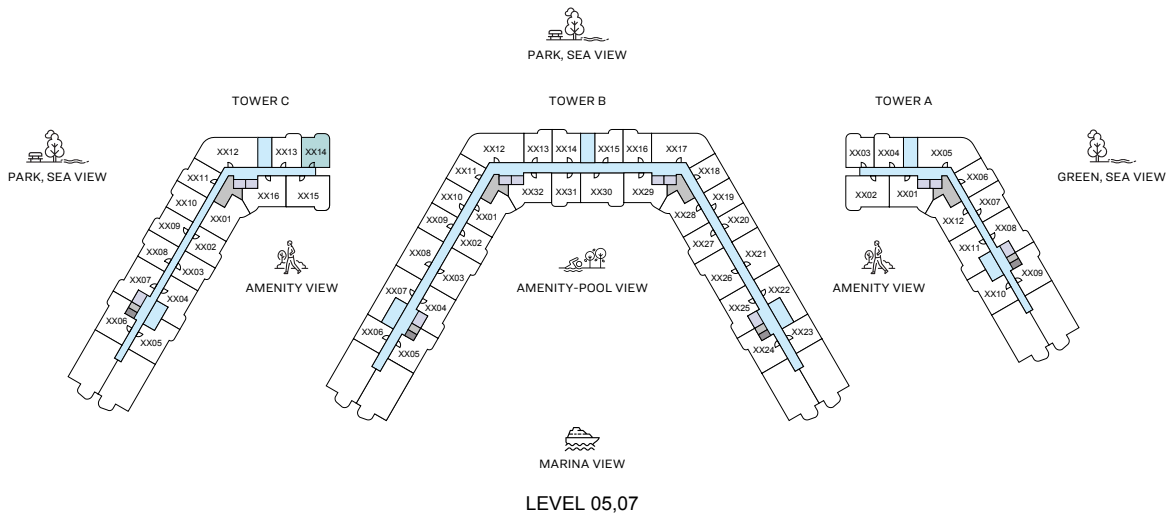 PARK, SEA VIEW
TOWER C
TOWER B
TOWER A
PARK, SEA VIEW
GREEN, SEA VIEW
XX12
XX13
XX14
XX11
XX10
XX09
XX08
XX07
XX06
XX01
XX02
XX03
XX04
XX05
XX16
XX15
XX12
XX13
XX14
XX15
XX16
XX17
XX11
XX10
XX09
XX08
XX07
XX06
XX01
XX02
XX03
XX04
XX05
XX32
XX31
XX30
XX29
XX18
XX19
XX20
XX21
XX22
XX23
XX28
XX27
XX26
XX25
XX24
XX03
XX04
XX05
XX02
XX01
XX06
XX07
XX08
XX09
XX12
XX11
XX10
AMENITY VIEW
AMENITY-POOL VIEW
AMENITY VIEW
MARINA VIEW
LEVEL 05,07